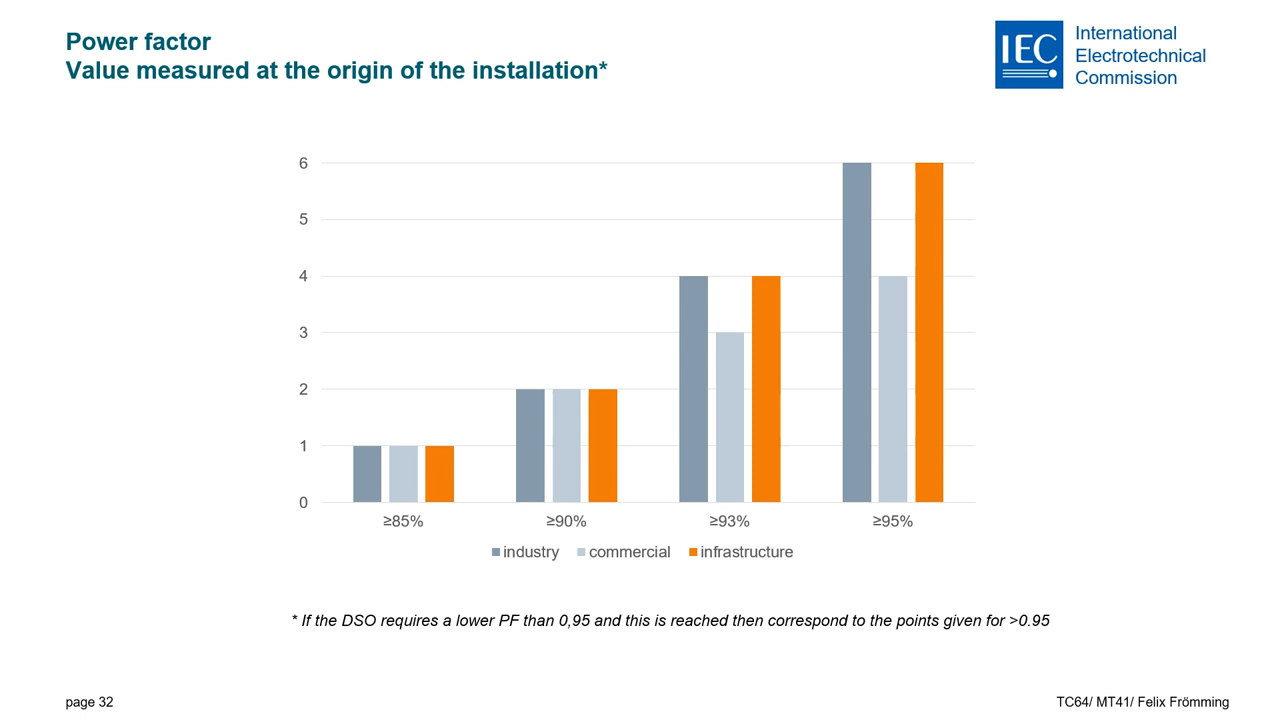 Power factor
Value measured at the origin of the installation*
IEC
International
Electrotechnical
Commission
6
5
4
3
2
1
0
≥85% ≥90% ≥93% ≥95%
industry commercial infrastructure
* If the DSO requires a lower PF than 0,95 and this is reached then correspond to the points given for >0.95
page 32
TC64/ MT41/ Felix Frömming